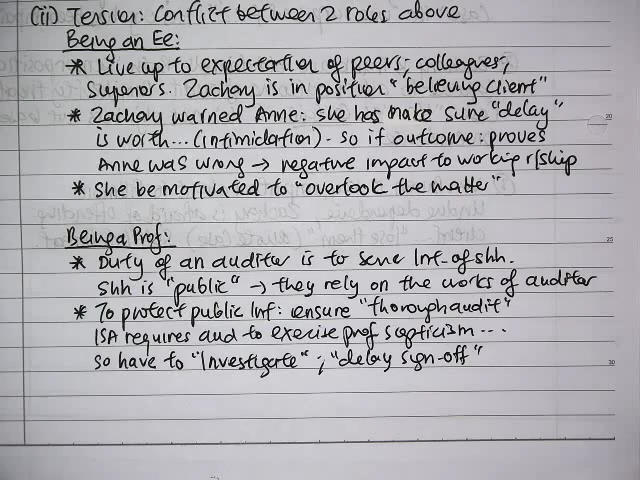 (ii) Tension: Conflict between 2 roles above
Being an Ee:
* Live up to expectation of peers, colleagues,
Superiors. Zachary is in position "believing client"
* Zachary warned Anne: she has make sure "delay"
is worth... (intimidation). So if outcome: proves
Anne was wrong → negative impact to working r/ship
* She be motivated to "overlook the matter"
Being a Prof:
* Duty of an auditor is to serve Int. of shh.
Shh is "public" → they rely on the works of auditor
* To protect public Int: ensure "thorough audit".
ISA requires aud to exercise prof scepticism ...
so have to "Investigate", "delay sign-off"
20
25
30